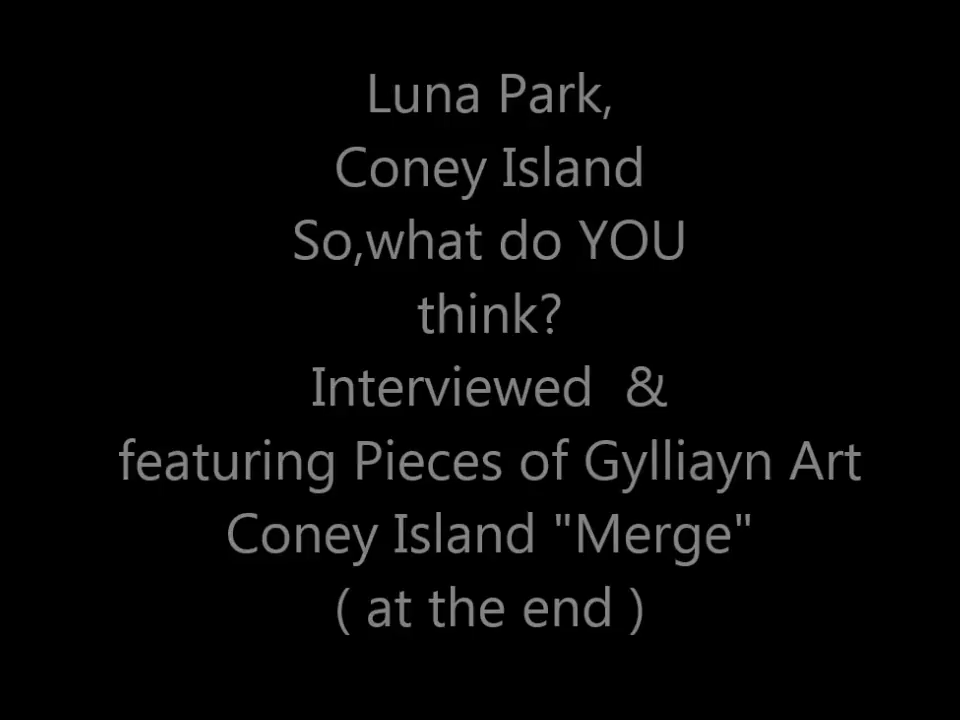 Luna Park,
Coney Island
So,what do YOU
think?
Interviewed  &
featuring Pieces of Gylliayn Art
Coney Island "Merge"
( at the end )